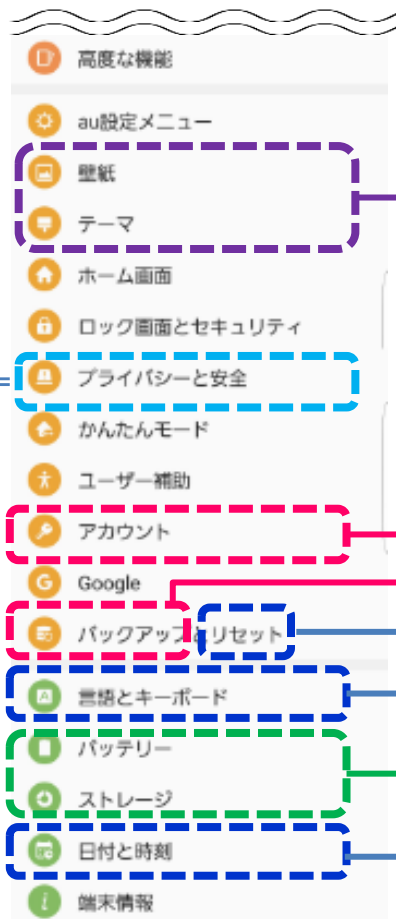 高度な機能
au設定メニュー
壁紙
テーマ
ホーム画面
ロック画面とセキュリティ
プライバシーと安全
かんたんモード
ユーザー補助
アカウント
Google
バックアップとリセット
言語とキーボード
バッテリー
ストレージ
日付と時刻
端末情報